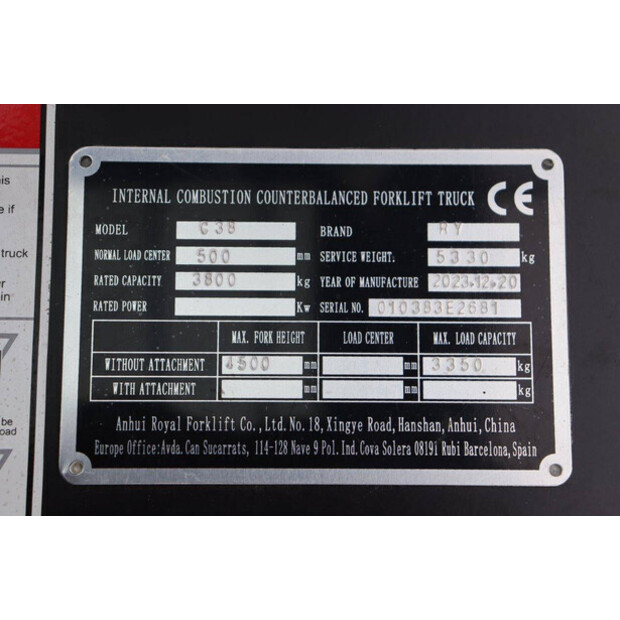 his
e if
truck
ur
in
be
oad
INTERNAL COMBUSTION COUNTERBALANCED FORKLIFT TRUCK CE
MODEL C38 BRAND RY
NORMAL LOAD CENTER 500 mm SERVICE WEIGHT: 5330 kg
RATED CAPACITY 3800 kg YEAR OF MANUFACTURE 2023.12.20
RATED POWER Kw SERIAL NO. 010383E2681
MAX. FORK HEIGHT LOAD CENTER MAX. LOAD CAPACITY
WITHOUT ATTACHMENT 4500 mm mm 3350 kg
WITH ATTACHMENT mm mm kg
Anhui Royal Forklift Co., Ltd. No. 18, Xingye Road, Hanshan, Anhui, China
Europe Office: Avda. Can Sucarrats, 114-128 Nave 9 Pol. Ind. Cova Solera 08191 Rubi Barcelona, Spain